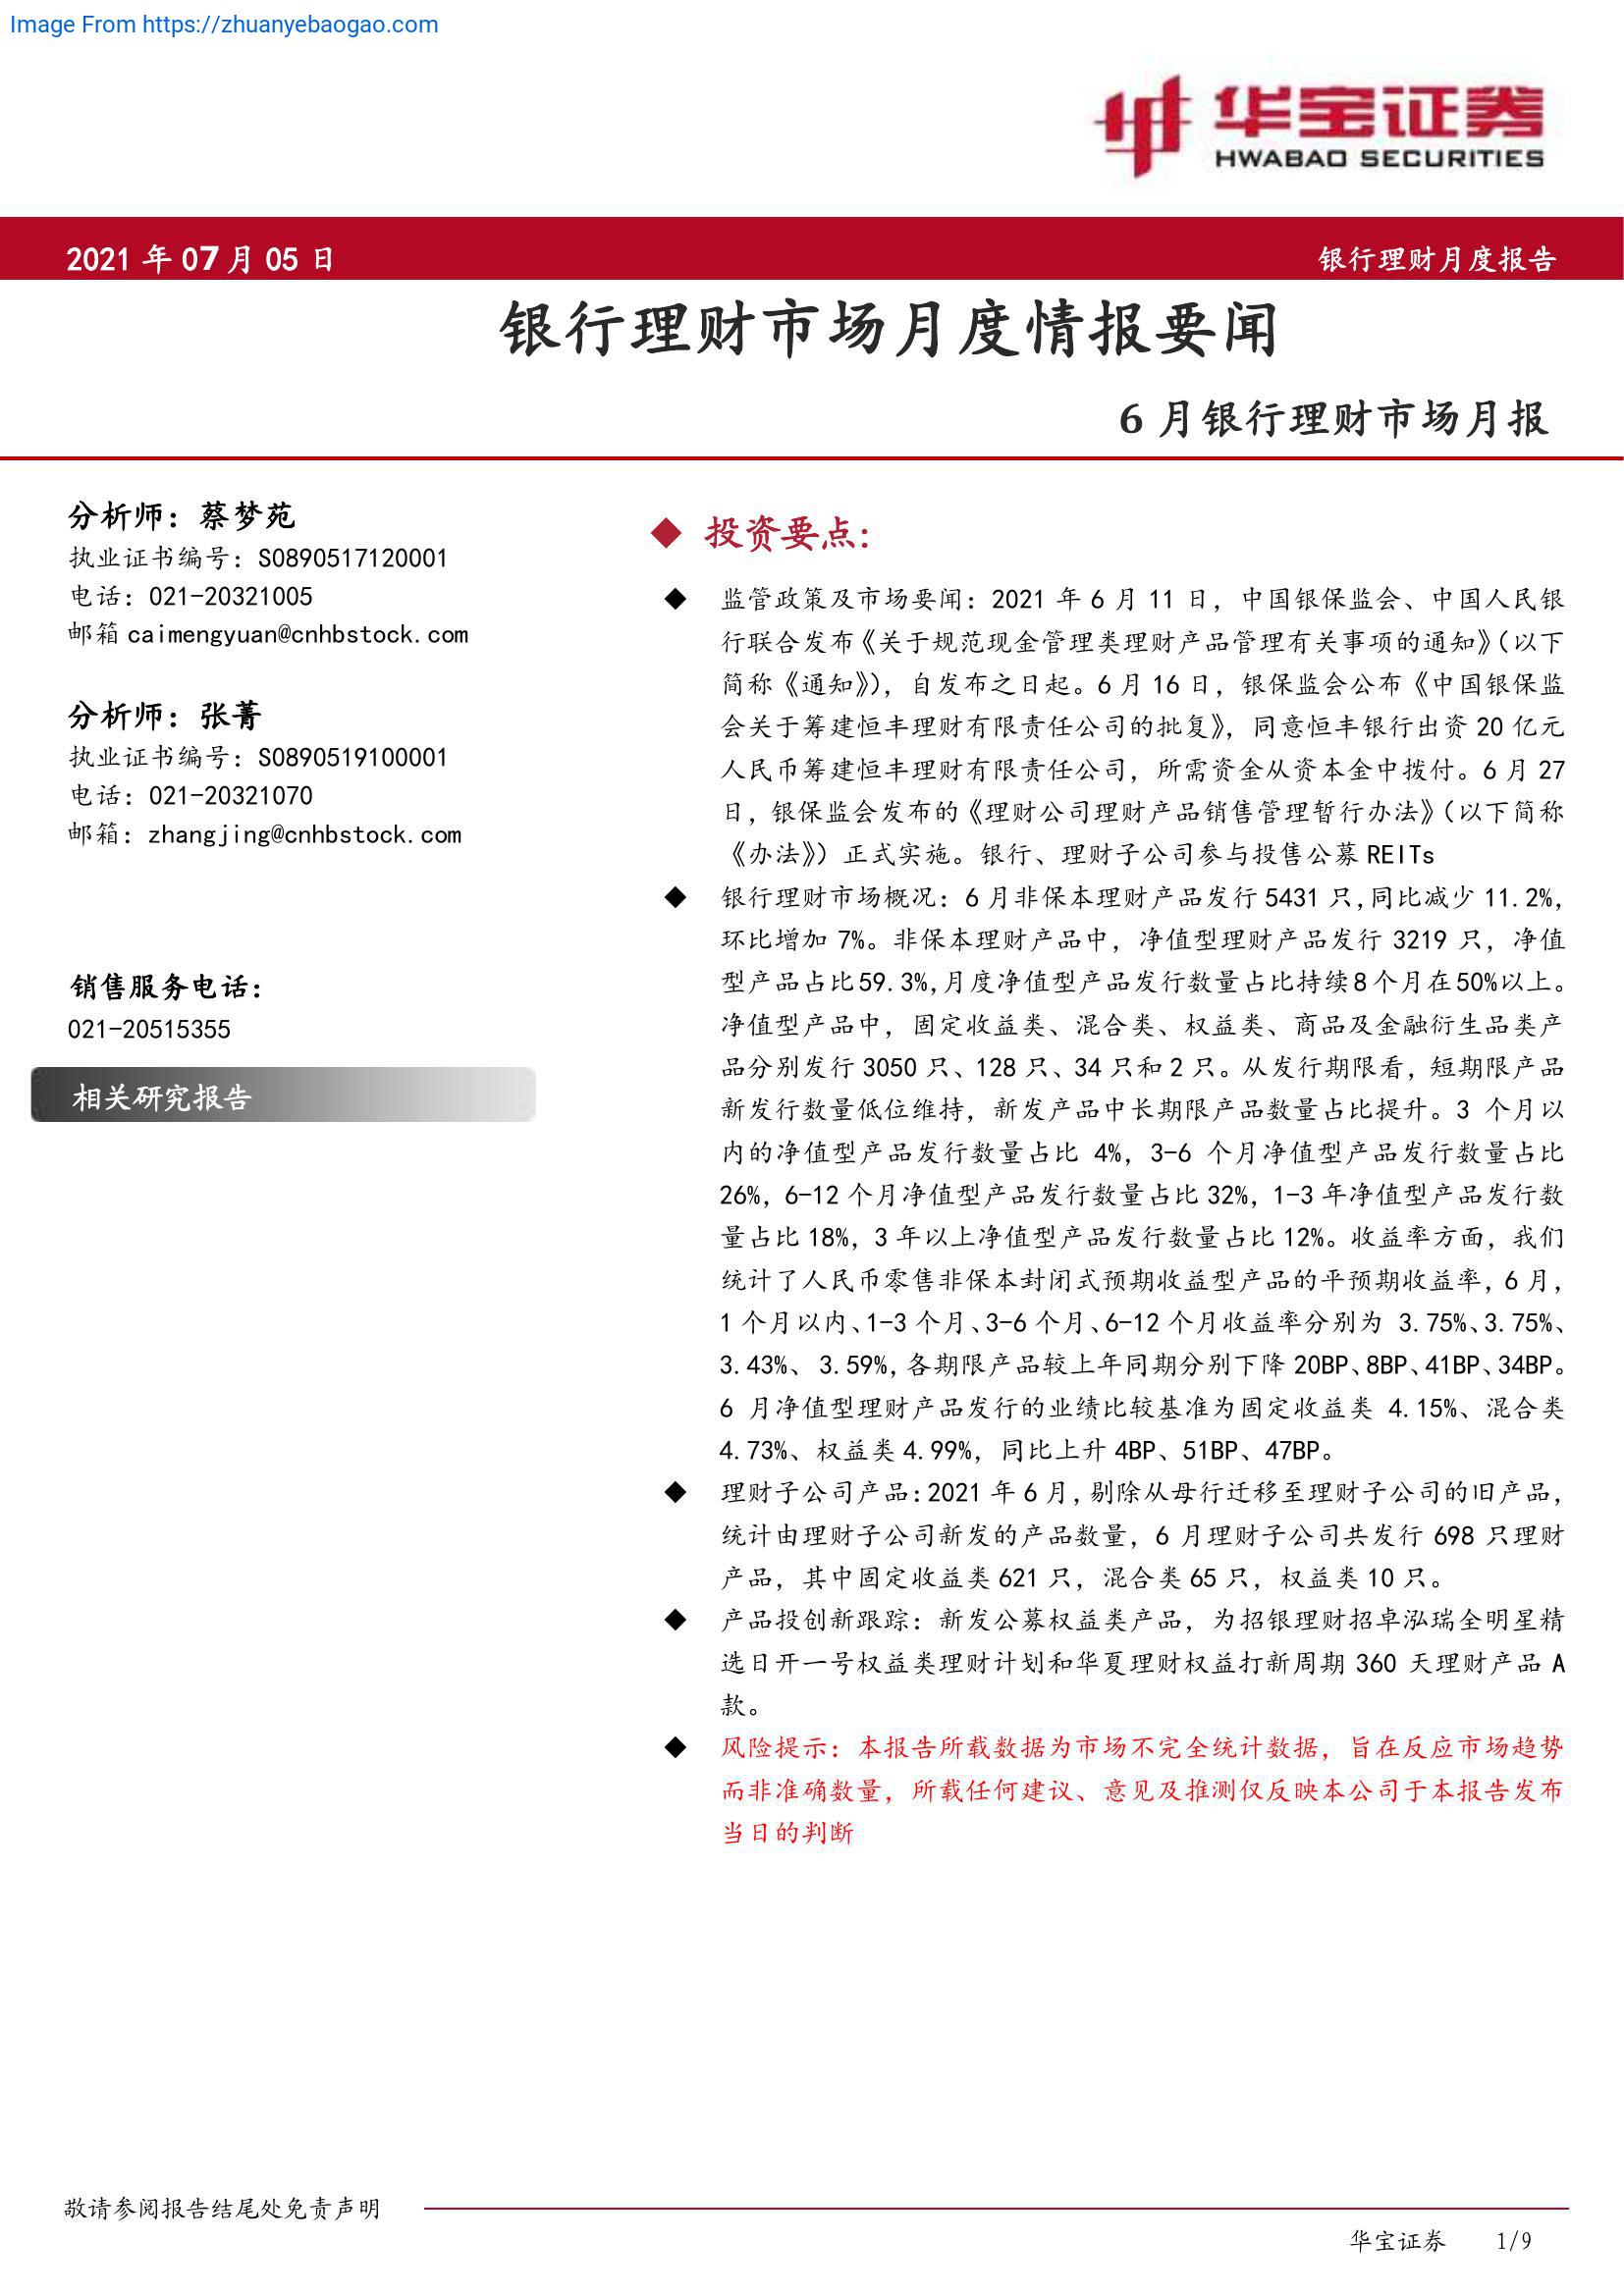 Image From https://zhuanyebaogao.com
华宝证券
HWABAO SECURITIES
2021 年 07 月 05 日
银行理财月度报告
银行理财市场月度情报要闻
6 月银行理财市场月报
分析师：蔡梦苑
执业证书编号：S0890517120001
电话：021-20321005
邮箱 caimengyuan@cnhbstock.com
分析师：张菁
执业证书编号：S0890519100001
电话：021-20321070
邮箱：zhangjing@cnhbstock.com
销售服务电话：
021-20515355
相关研究报告
◆ 投资要点：
◆ 监管政策及市场要闻：2021 年 6 月 11 日，中国银保监会、中国人民银
行联合发布《关于规范现金管理类理财产品管理有关事项的通知》（以下
简称《通知》），自发布之日起。6 月 16 日，银保监会公布《中国银保监
会关于筹建恒丰理财有限责任公司的批复》，同意恒丰银行出资 20 亿元
人民币筹建恒丰理财有限责任公司，所需资金从资本金中拨付。6 月 27
日，银保监会发布的《理财公司理财产品销售管理暂行办法》（以下简称
《办法》）正式实施。银行、理财子公司参与投售公募 REITs
◆ 银行理财市场概况：6 月非保本理财产品发行 5431 只，同比减少 11.2%，
环比增加 7%。非保本理财产品中，净值型理财产品发行 3219 只，净值
型产品占比 59.3%，月度净值型产品发行数量占比持续 8 个月在 50%以上。
净值型产品中，固定收益类、混合类、权益类、商品及金融衍生品类产
品分别发行 3050 只、128 只、34 只和 2 只。从发行期限看，短期限产品
新发行数量低位维持，新发产品中长期限产品数量占比提升。3 个月以
内的净值型产品发行数量占比 4%，3-6 个月净值型产品发行数量占比
26%，6-12 个月净值型产品发行数量占比 32%，1-3 年净值型产品发行数
量占比 18%，3 年以上净值型产品发行数量占比 12%。收益率方面，我们
统计了人民币零售非保本封闭式预期收益型产品的平预期收益率，6 月，
1 个月以内、1-3 个月、3-6 个月、6-12 个月收益率分别为 3.75%、3.75%、
3.43%、 3.59%，各期限产品较上年同期分别下降 20BP、8BP、41BP、34BP。
6 月净值型理财产品发行的业绩比较基准为固定收益类 4.15%、混合类
4.73%、权益类 4.99%，同比上升 4BP、51BP、47BP。
◆ 理财子公司产品：2021 年 6 月，剔除从母行迁移至理财子公司的旧产品，
统计由理财子公司新发的产品数量，6 月理财子公司共发行 698 只理财
产品，其中固定收益类 621 只，混合类 65 只，权益类 10 只。
◆ 产品投创新跟踪：新发公募权益类产品，为招银理财招卓泓瑞全明星精
选日开一号权益类理财计划和华夏理财权益打新周期 360 天理财产品 A
款。
◆ 风险提示：本报告所载数据为市场不完全统计数据，旨在反应市场趋势
而非准确数量，所载任何建议、意见及推测仅反映本公司于本报告发布
当日的判断
敬请参阅报告结尾处免责声明
华宝证券 1/9